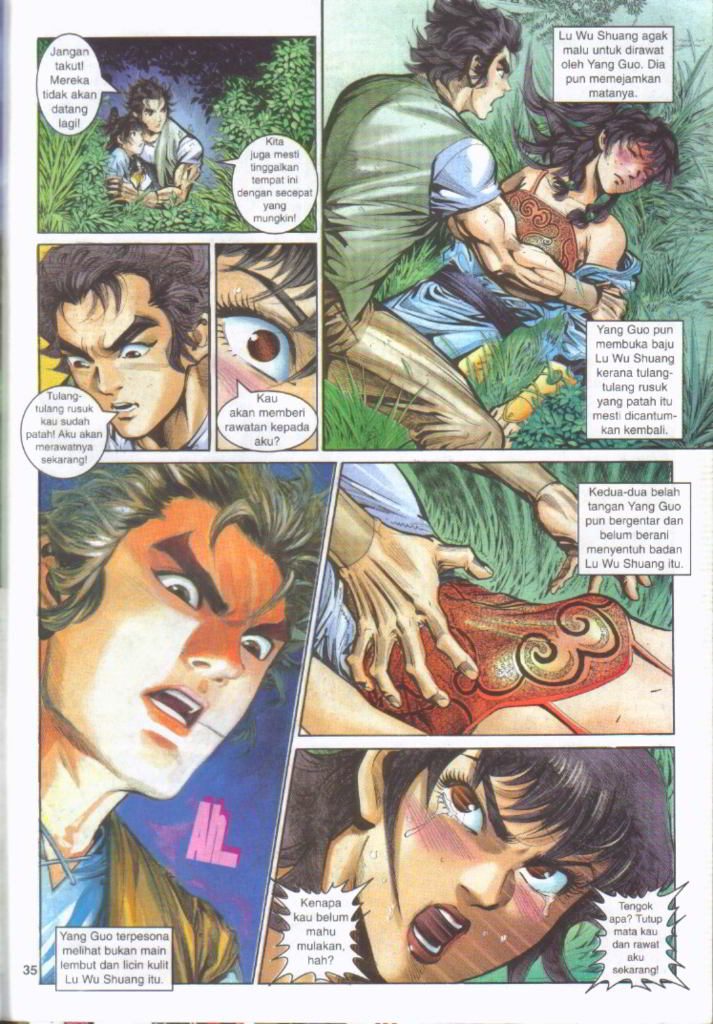 Jangan
takut!
Mereka
tidak akan
datang
lagi!
Kita
juga mesti
tinggalkan
tempat ini
dengan secepat
yang
mungkin!
Lu Wu Shuang agak
malu untuk dirawat
oleh Yang Guo. Dia
pun memejamkan
matanya.
Yang Guo pun
membuka baju
Lu Wu Shuang
kerana tulang-
tulang rusuk
yang patah itu
mesti dicantum-
kan kembali.
Tulang-
tulang rusuk
kau sudah
patah! Aku akan
merawatnya
sekarang!
Kau
akan memberi
rawatan kepada
aku?
Ah..
Yang Guo terpesona
melihat bukan main
lembut dan licin kulit
Lu Wu Shuang itu.
Kedua-dua belah
tangan Yang Guo
pun bergentar dan
belum berani
menyentuh badan
Lu Wu Shuang itu.
Kenapa
kau belum
mahu
mulakan,
hah?
Tengok
apa? Tutup
mata kau
dan rawat
aku
sekarang!
35